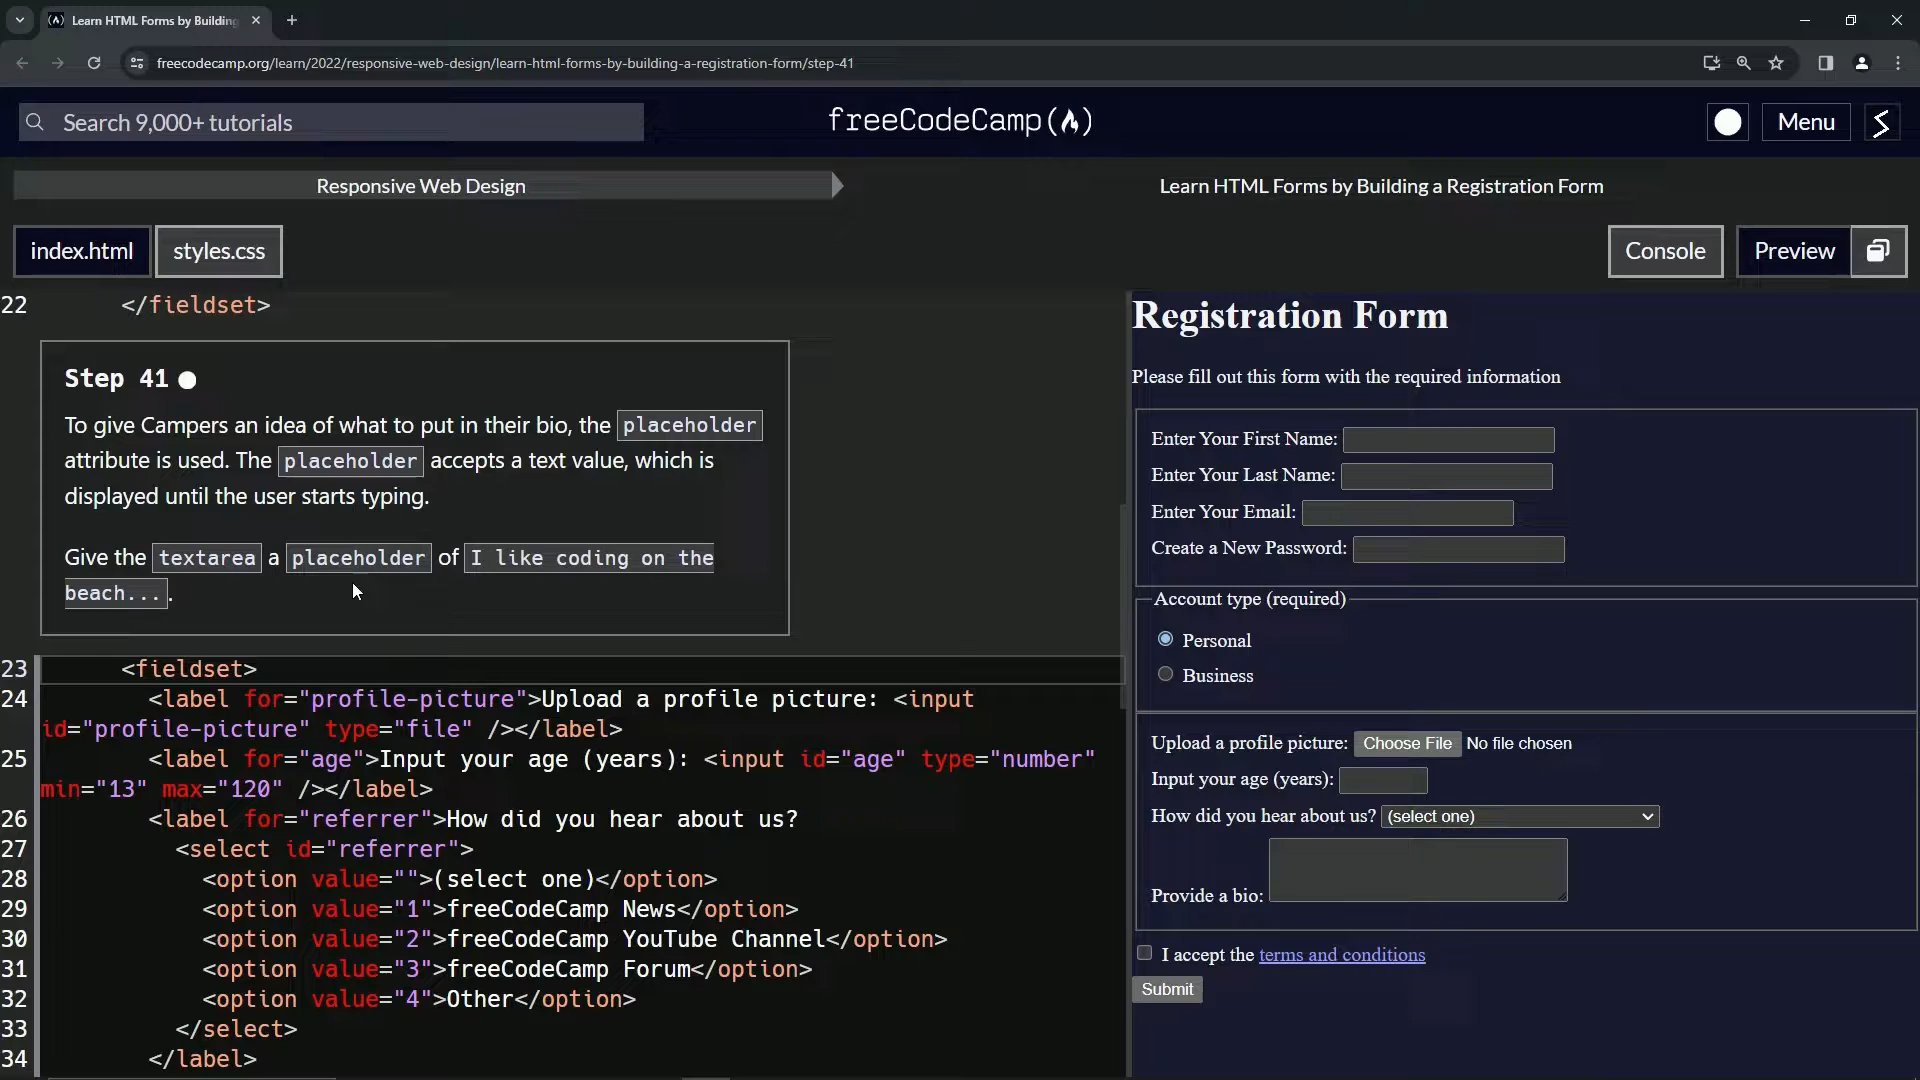 Learn HTML Forms by Building
freecodecamp.org/learn/2022/responsive-web-design/learn-html-forms-by-building-a-registration-form/step-41
Search 9,000+ tutorials
freeCodeCamp
Menu
Responsive Web Design
Learn HTML Forms by Building a Registration Form
index.html
styles.css
Console
Preview
22 </fieldset>
Step 41
To give Campers an idea of what to put in their bio, the placeholder
attribute is used. The placeholder accepts a text value, which is
displayed until the user starts typing.
Give the textarea a placeholder of I like coding on the
beach... .
23 <fieldset>
24 <label for="profile-picture">Upload a profile picture: <input
id="profile-picture" type="file" /></label>
25 <label for="age">Input your age (years): <input id="age" type="number"
min="13" max="120" /></label>
26 <label for="referrer">How did you hear about us?
27 <select id="referrer">
28 <option value="">(select one)</option>
29 <option value="1">freeCodeCamp News</option>
30 <option value="2">freeCodeCamp YouTube Channel</option>
31 <option value="3">freeCodeCamp Forum</option>
32 <option value="4">Other</option>
33 </select>
34 </label>
Registration Form
Please fill out this form with the required information
Enter Your First Name:
Enter Your Last Name:
Enter Your Email:
Create a New Password:
Account type (required)
Personal
Business
Upload a profile picture: Choose File No file chosen
Input your age (years):
How did you hear about us? (select one)
Provide a bio:
I accept the terms and conditions
Submit